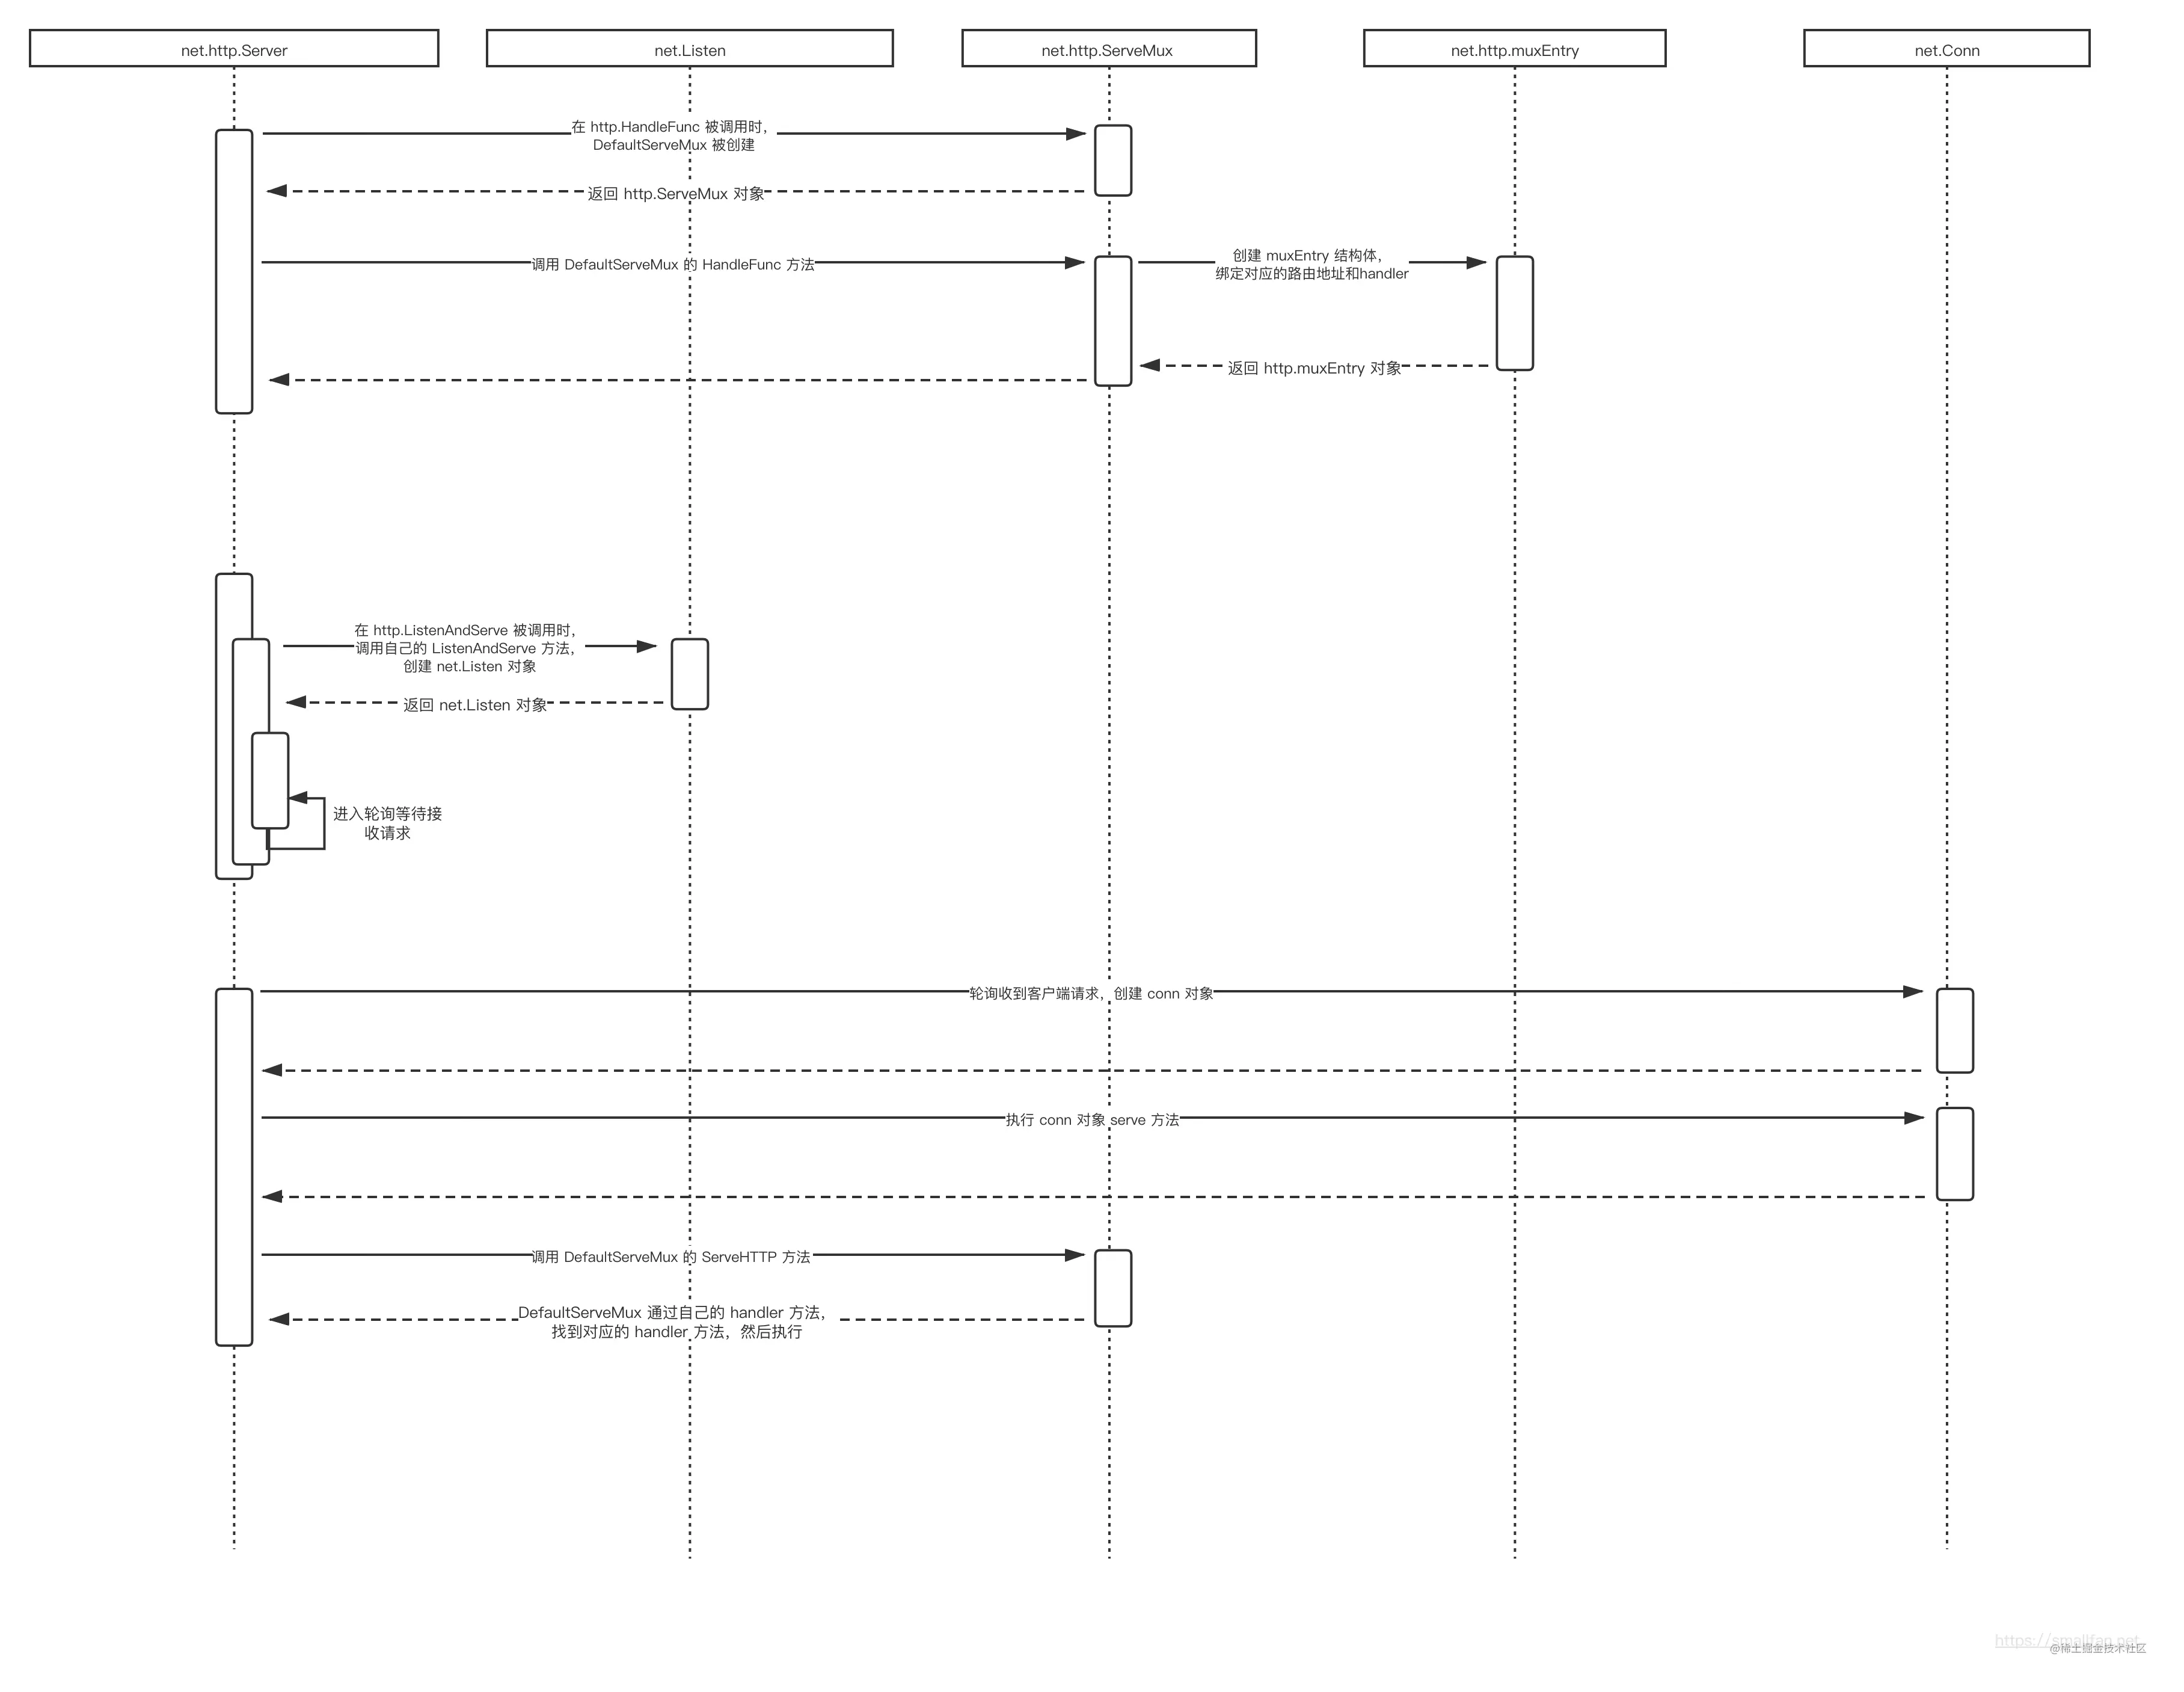 net.http.Server
net.Listen
net.http.ServeMux
net.http.muxEntry
net.Conn
在 http.HandleFunc 被调用时，
DefaultServeMux 被创建
返回 http.ServeMux 对象
调用 DefaultServeMux 的 HandleFunc 方法
创建 muxEntry 结构体，
绑定对应的路由地址和handler
返回 http.muxEntry 对象
在 http.ListenAndServe 被调用时，
调用自己的 ListenAndServe 方法，
创建 net.Listen 对象
返回 net.Listen 对象
进入轮询等待接
收请求
轮询收到客户端请求，创建 conn 对象
执行 conn 对象 serve 方法
调用 DefaultServeMux 的 ServeHTTP 方法
DefaultServeMux 通过自己的 handler 方法，
找到对应的 handler 方法，然后执行
https://smallfan.net
@稀土掘金技术社区